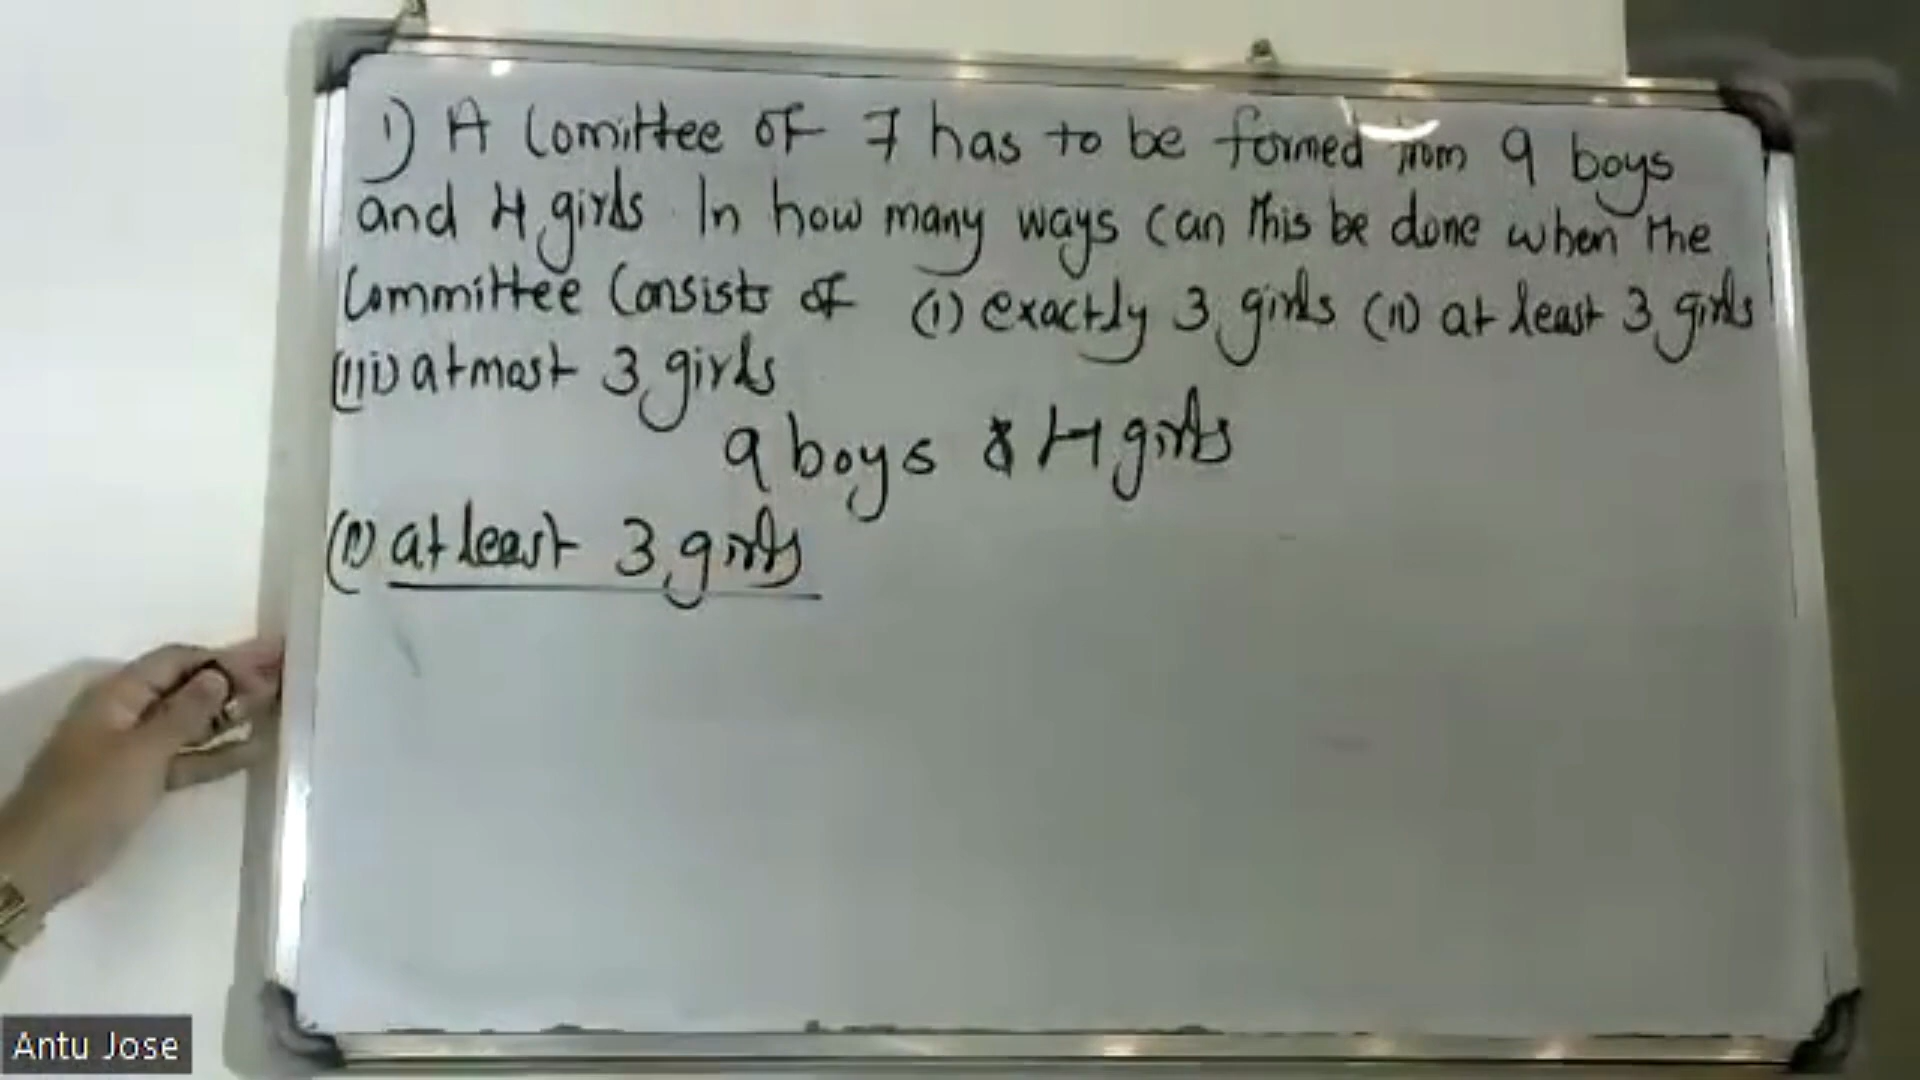 1) A Comittee of 7 has to be formed from 9 boys
and 4 girls. In how many ways can this be done when the
Committee Consists of (i) exactly 3 girls (ii) at least 3 girls
(iii) atmost 3 girls
9 boys & 4 girls
(ii) at least 3 girls
Antu Jose